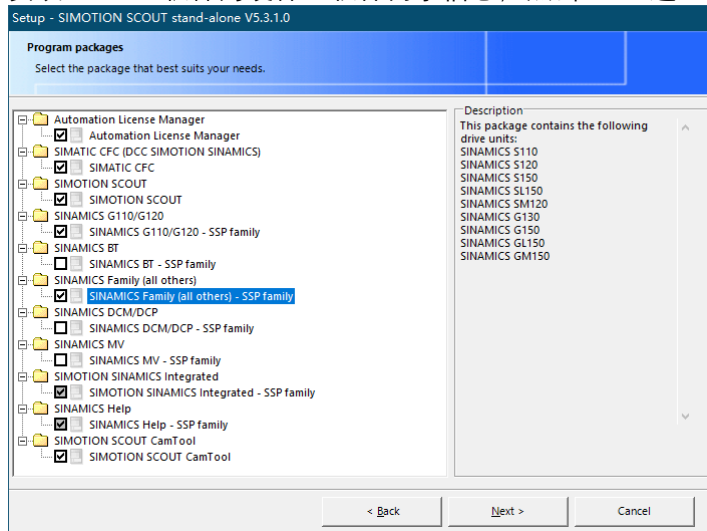 Setup - SIMOTION SCOUT stand-alone V5.3.1.0
Program packages
Select the package that best suits your needs.
Automation License Manager
Automation License Manager
SIMATIC CFC (DCC SIMOTION SINAMICS)
SIMATIC CFC
SIMOTION SCOUT
SIMOTION SCOUT
SINAMICS G110/G120
SINAMICS G110/G120 - SSP family
SINAMICS BT
SINAMICS BT - SSP family
SINAMICS Family (all others)
SINAMICS Family (all others) - SSP family
SINAMICS DCM/DCP
SINAMICS DCM/DCP - SSP family
SINAMICS MV
SINAMICS MV - SSP family
SIMOTION SINAMICS Integrated
SIMOTION SINAMICS Integrated - SSP family
SINAMICS Help
SINAMICS Help - SSP family
SIMOTION SCOUT CamTool
SIMOTION SCOUT CamTool
Description
This package contains the following
drive units:
SINAMICS S110
SINAMICS S120
SINAMICS S150
SINAMICS SL150
SINAMICS SM120
SINAMICS G130
SINAMICS G150
SINAMICS GL150
SINAMICS GM150
< Back
Next >
Cancel